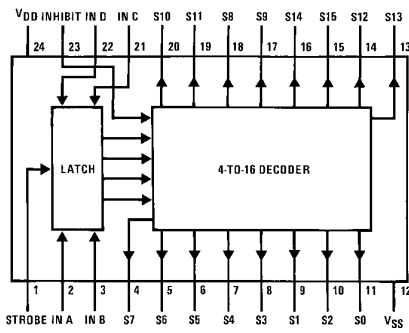 VDD INHIBIT IN D IN C S10 S11 S8 S9 S14 S15 S12 S13
24 23 22 21 20 19 18 17 16 15 14 13
LATCH
4-TO-16 DECODER
1 2 3 4 5 6 7 8 9 10 11 12
STROBE IN A IN B S7 S6 S5 S4 S3 S1 S2 S0 VSS